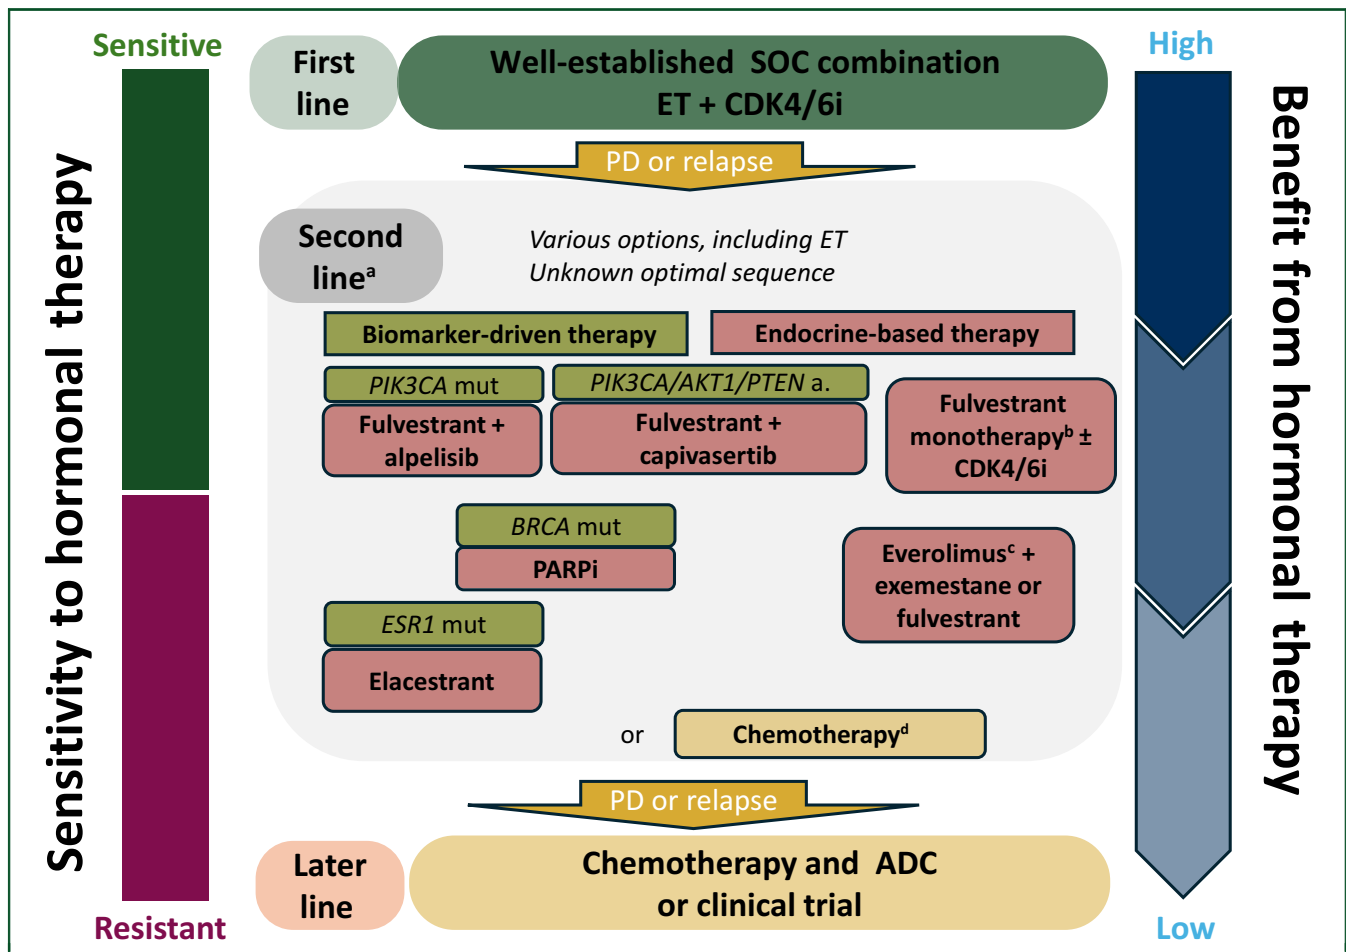 Sensitive
High
First
line
Well-established SOC combination
ET + CDK4/6i
PD or relapse
Sensitivity to hormonal therapy
Benefit from hormonal therapy
Second
lineᵃ
Various options, including ET
Unknown optimal sequence
Biomarker-driven therapy
Endocrine-based therapy
PIK3CA mut
Fulvestrant +
alpelisib
PIK3CA/AKT1/PTEN a.
Fulvestrant +
capivasertib
Fulvestrant
monotherapyᵇ ±
CDK4/6i
BRCA mut
PARPi
Everolimusᶜ +
exemestane or
fulvestrant
ESR1 mut
Elacestrant
or
Chemotherapyᵈ
PD or relapse
Later
line
Chemotherapy and ADC
or clinical trial
Resistant
Low